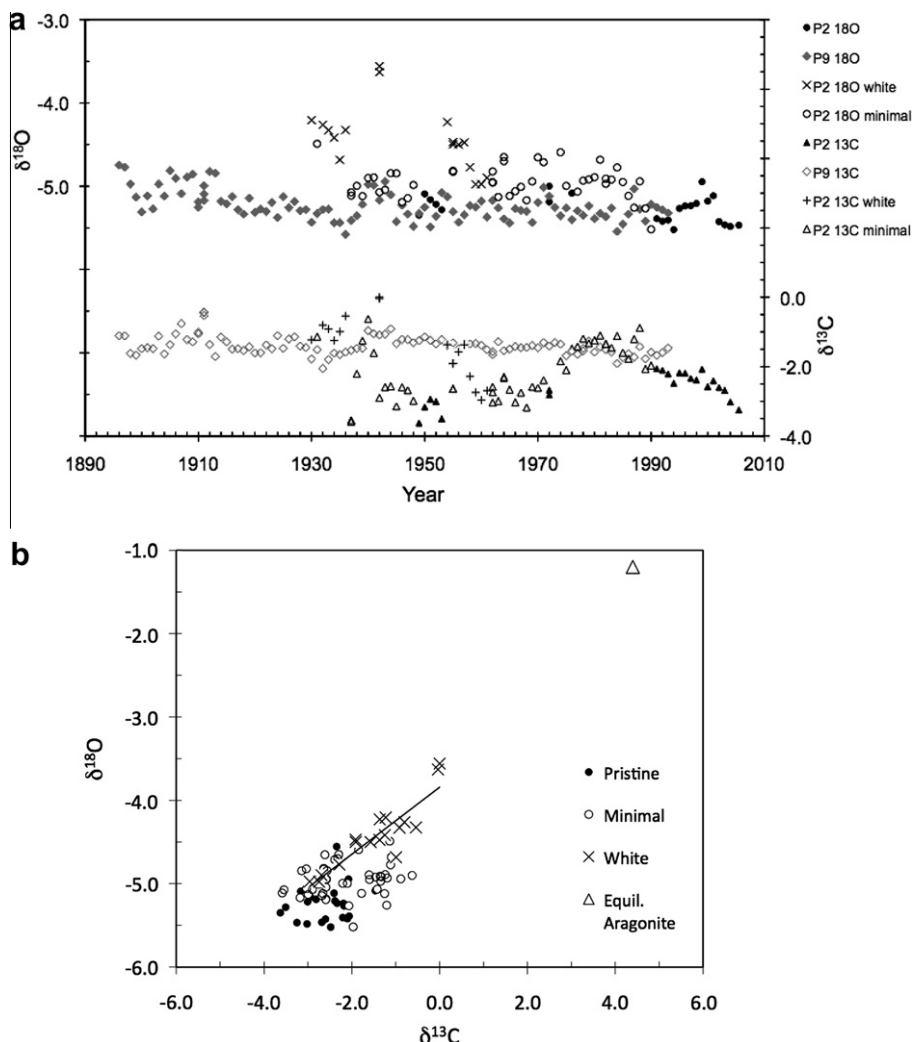 a
-3.0
-4.0
-5.0
δ18O
0.0
-2.0
-4.0
δ13C
1890 1910 1930 1950 1970 1990 2010
Year
P2 18O
P9 18O
P2 18O white
P2 18O minimal
P2 13C
P9 13C
P2 13C white
P2 13C minimal
b
-1.0
-2.0
-3.0
-4.0
-5.0
-6.0
δ18O
Pristine
Minimal
White
Equil.
Aragonite
-6.0 -4.0 -2.0 0.0 2.0 4.0 6.0
δ13C